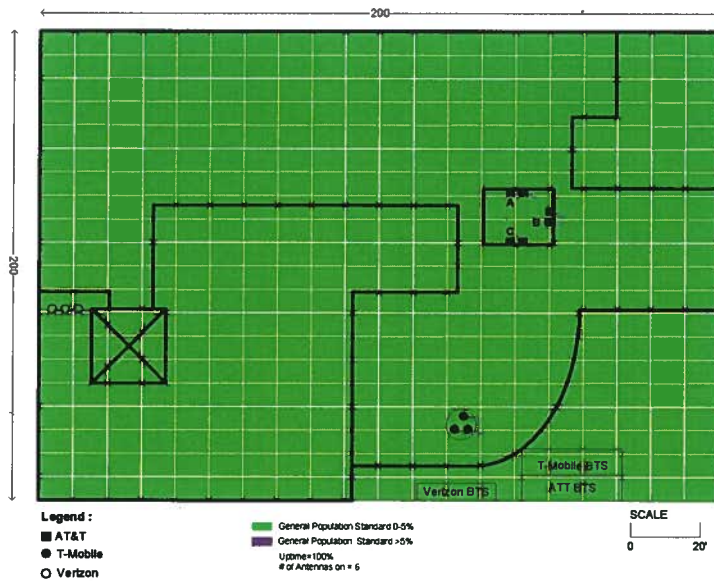 200
200
A
B
C
T-Mobile BTS
Verizon BTS
ATT BTS
Legend :
AT&T
T-Mobile
Verizon
General Population Standard 0-5%
General Population Standard >5%
Uptime=100%
# of Antennas on = 6
SCALE
0 20'